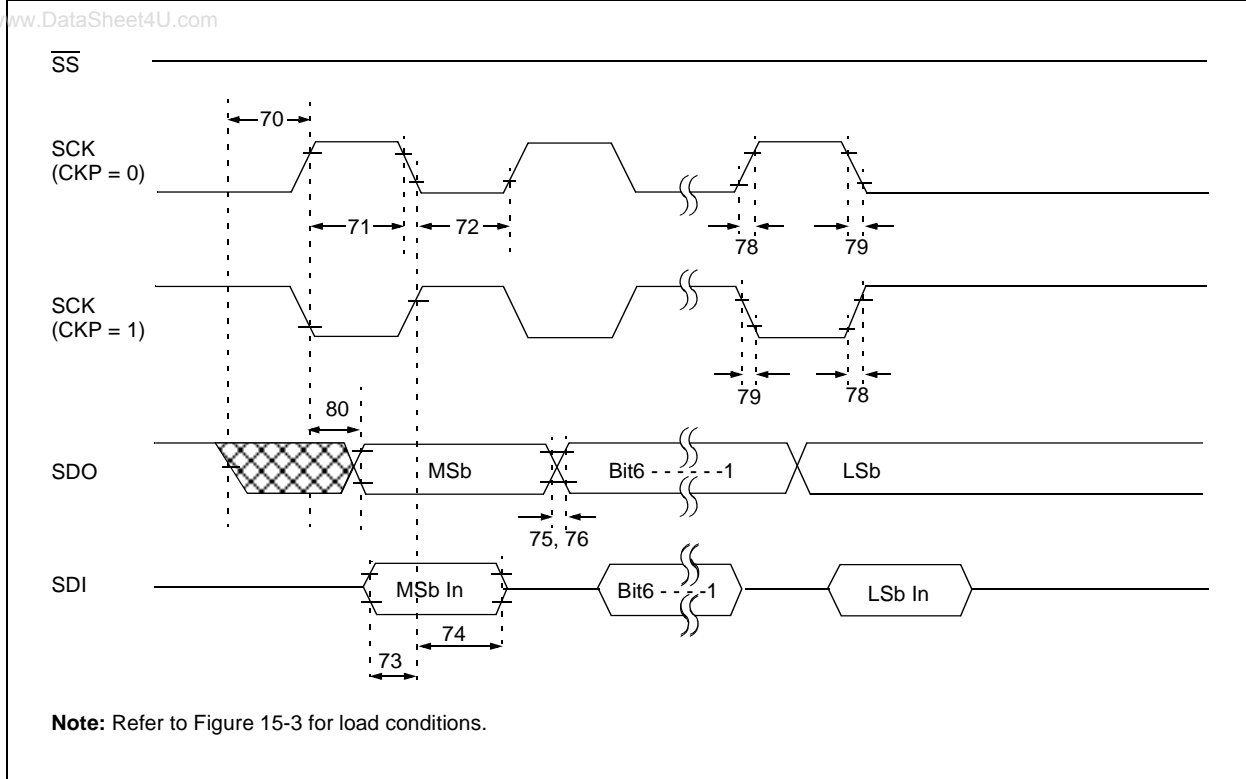 www.DataSheet4U.com
SS
70
SCK
(CKP = 0)
71
72
78
79
SCK
(CKP = 1)
79
78
80
SDO
MSb
Bit6 - - - - - -1
LSb
75, 76
SDI
MSb In
Bit6 - - - -1
LSb In
74
73
Note: Refer to Figure 15-3 for load conditions.